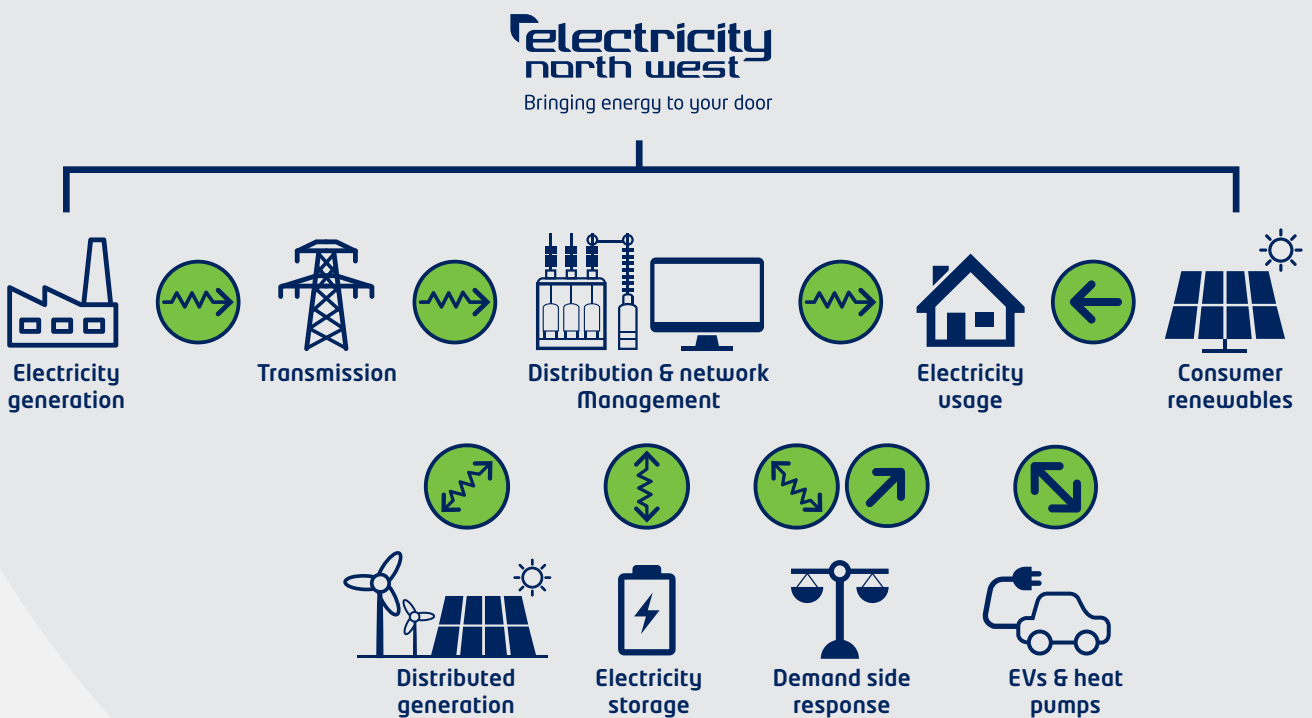 electricity
north west
Bringing energy to your door
Electricity
generation
Transmission
Distribution & network
Management
Electricity
usage
Consumer
renewables
Distributed
generation
Electricity
storage
Demand side
response
EVs & heat
pumps